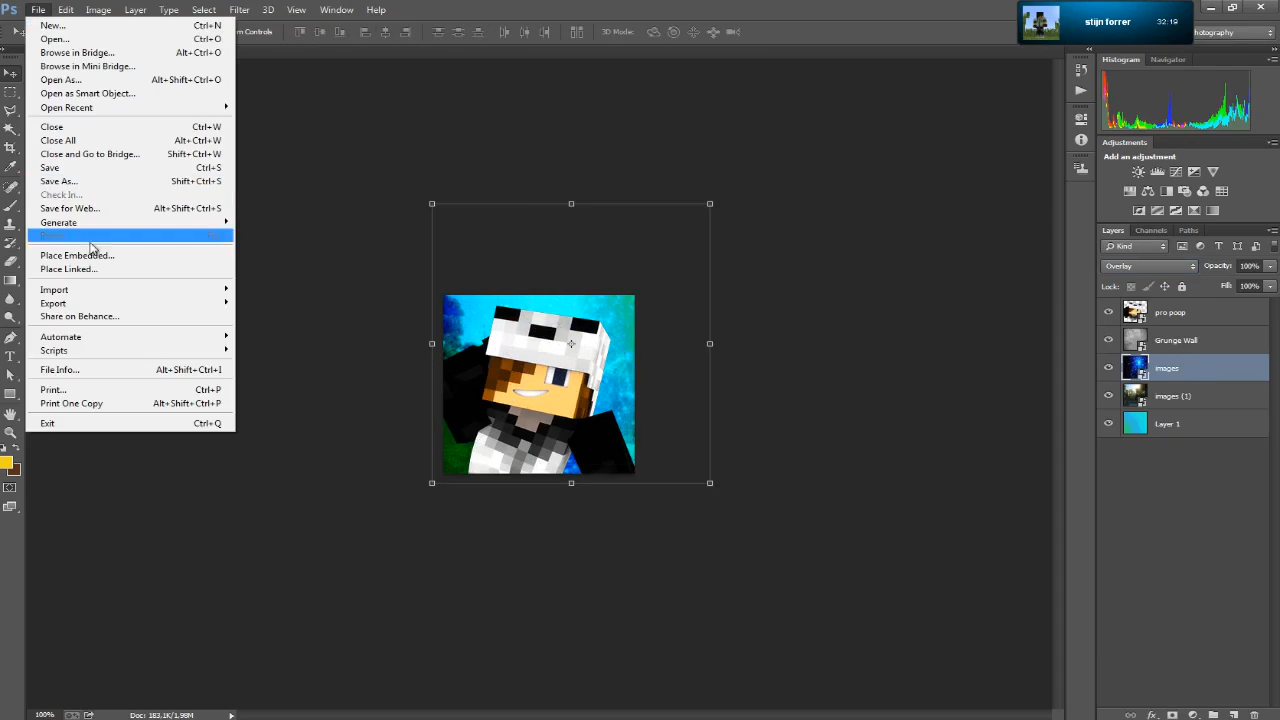 Ps File Edit Image Layer Type Select Filter 3D View Window Help
stijn forrer 32:19
m Controls 3D Mode: hotography
New... Ctrl+N
Open... Ctrl+O
Browse in Bridge... Alt+Ctrl+O
Browse in Mini Bridge...
Open As... Alt+Shift+Ctrl+O
Open as Smart Object...
Open Recent
Close Ctrl+W
Close All Alt+Ctrl+W
Close and Go to Bridge... Shift+Ctrl+W
Save Ctrl+S
Save As... Shift+Ctrl+S
Check In...
Save for Web... Alt+Shift+Ctrl+S
Generate
Place Embedded...
Place Linked...
Import
Export
Share on Behance...
Automate
Scripts
File Info... Alt+Shift+Ctrl+I
Print... Ctrl+P
Print One Copy Alt+Shift+Ctrl+P
Exit Ctrl+Q
Histogram Navigator
Adjustments
Add an adjustment
Layers Channels Paths
Kind
Overlay Opacity: 100%
Lock: Fill: 100%
pro poop
Grunge Wall
images
images (1)
Layer 1
100% Doc: 183,1K/1,98M